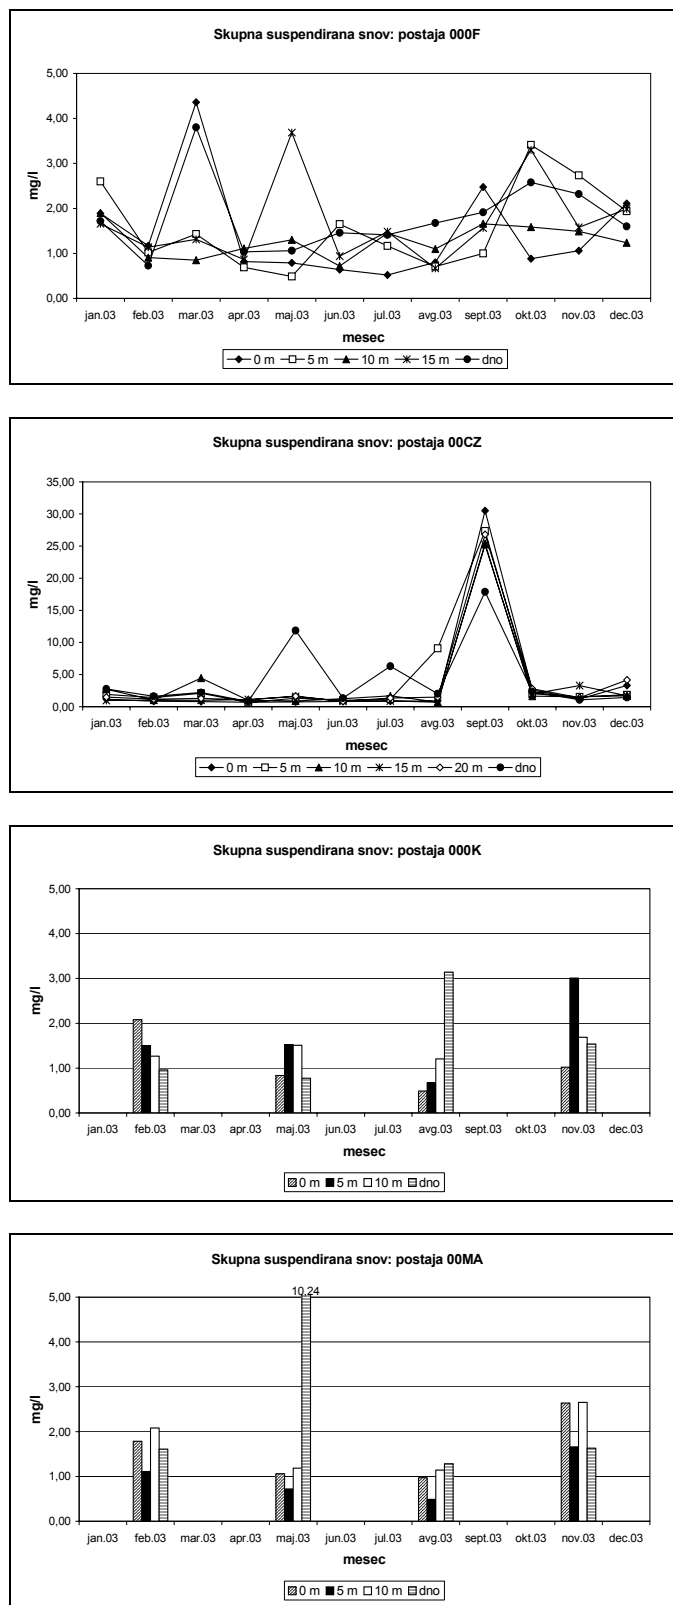 Skupna suspendirana snov: postaja 000F
5,00
4,00
3,00
2,00
1,00
0,00
mg/l
jan.03 feb.03 mar.03 apr.03 maj.03 jun.03 jul.03 avg.03 sept.03 okt.03 nov.03 dec.03
mesec
0 m 5 m 10 m 15 m dno
Skupna suspendirana snov: postaja 00CZ
35,00
30,00
25,00
20,00
15,00
10,00
5,00
0,00
mg/l
jan.03 feb.03 mar.03 apr.03 maj.03 jun.03 jul.03 avg.03 sept.03 okt.03 nov.03 dec.03
mesec
0 m 5 m 10 m 15 m 20 m dno
Skupna suspendirana snov: postaja 000K
5,00
4,00
3,00
2,00
1,00
0,00
mg/l
jan.03 feb.03 mar.03 apr.03 maj.03 jun.03 jul.03 avg.03 sept.03 okt.03 nov.03 dec.03
mesec
0 m 5 m 10 m dno
Skupna suspendirana snov: postaja 00MA
10,24
5,00
4,00
3,00
2,00
1,00
0,00
mg/l
jan.03 feb.03 mar.03 apr.03 maj.03 jun.03 jul.03 avg.03 sept.03 okt.03 nov.03 dec.03
mesec
0 m 5 m 10 m dno